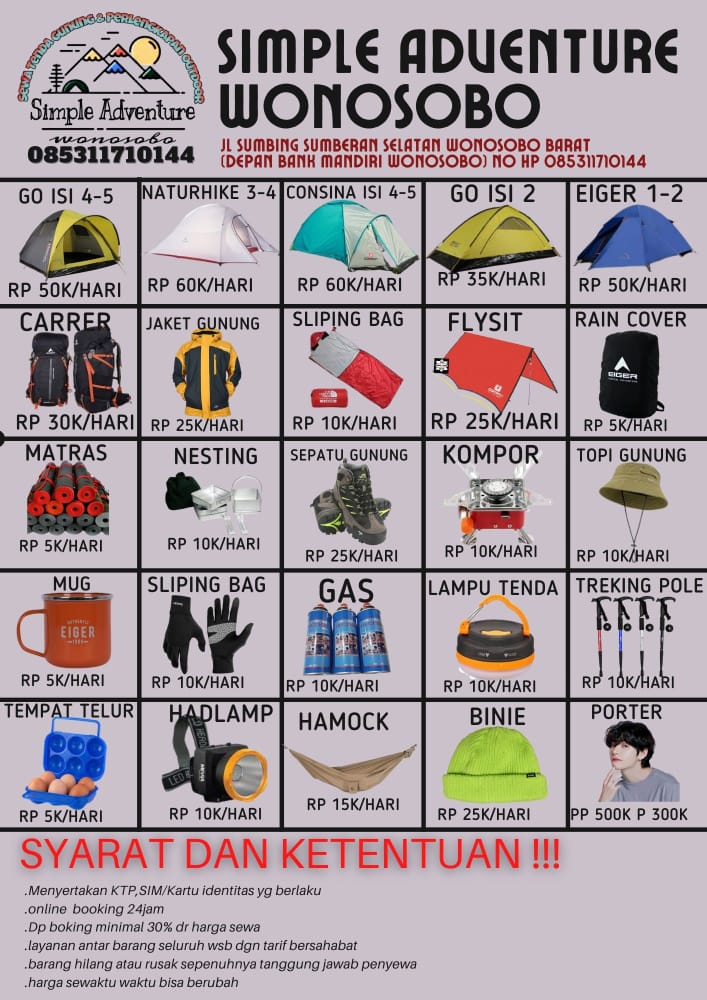 SEWA TENDA GUNUNG & PERLENGKAPAN OUTDOOR
Simple Adventure
wonosobo
085311710144
SIMPLE ADVENTURE
WONOSOBO
JL SUMBING SUMBERAN SELATAN WONOSOBO BARAT
(DEPAN BANK MANDIRI WONOSOBO) NO HP 085311710144
GO ISI 4-5
RP 50K/HARI
NATURHIKE 3-4
RP 60K/HARI
CONSINA ISI 4-5
RP 60K/HARI
GO ISI 2
RP 35K/HARI
EIGER 1-2
RP 50K/HARI
CARRER
RP 30K/HARI
JAKET GUNUNG
RP 25K/HARI
SLIPING BAG
RP 10K/HARI
FLYSIT
RP 25K/HARI
RAIN COVER
EIGER
RP 5K/HARI
MATRAS
RP 5K/HARI
NESTING
RP 10K/HARI
SEPATU GUNUNG
RP 25K/HARI
KOMPOR
RP 10K/HARI
TOPI GUNUNG
RP 10K/HARI
MUG
AUTHENTIC
EIGER
1989
RP 5K/HARI
SLIPING BAG
RP 10K/HARI
GAS
RP 10K/HARI
LAMPU TENDA
RP 10K/HARI
TREKING POLE
RP 10K/HARI
TEMPAT TELUR
RP 5K/HARI
HADLAMP
LED HEADL
RP 10K/HARI
HAMOCK
RP 15K/HARI
BINIE
RP 25K/HARI
PORTER
PP 500K P 300K
SYARAT DAN KETENTUAN !!!
.Menyertakan KTP,SIM/Kartu identitas yg berlaku
.online booking 24jam
.Dp boking minimal 30% dr harga sewa
.layanan antar barang seluruh wsb dgn tarif bersahabat
.barang hilang atau rusak sepenuhnya tanggung jawab penyewa
.harga sewaktu waktu bisa berubah